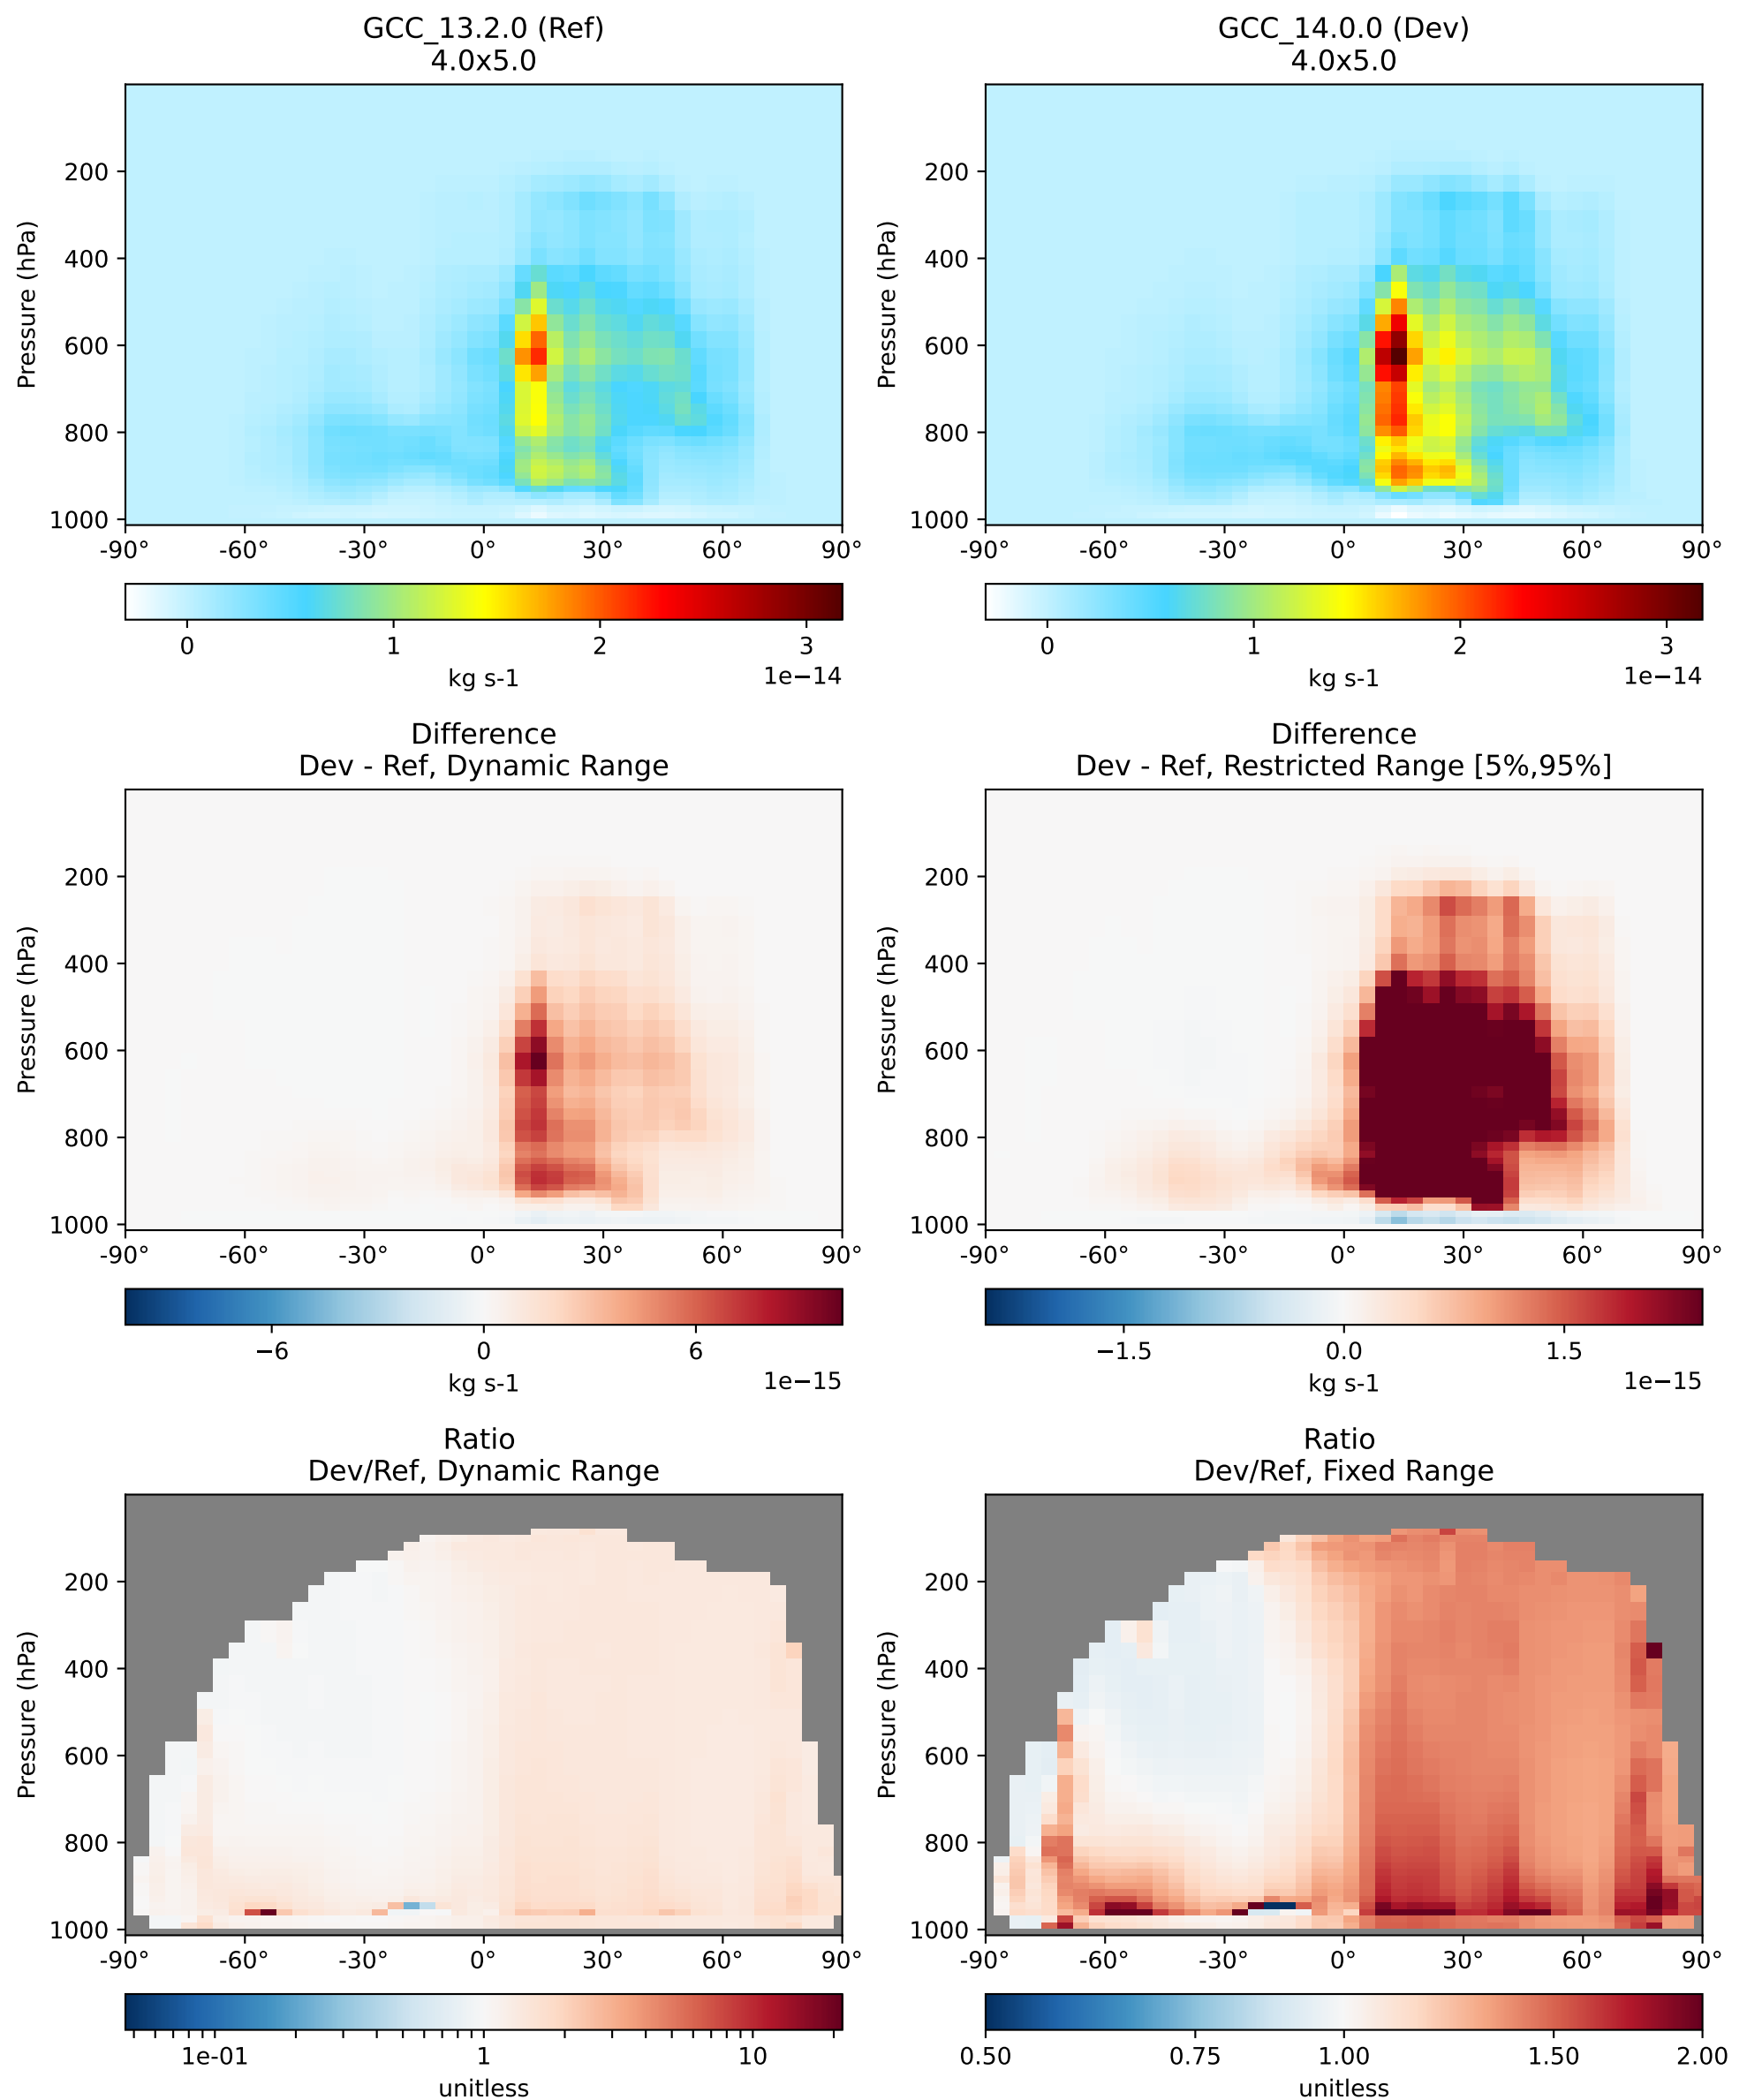 GCC_13.2.0 (Ref)
4.0x5.0
GCC_14.0.0 (Dev)
4.0x5.0
Pressure (hPa)
200
400
600
800
1000
-90° -60° -30° 0° 30° 60° 90°
0 1 2 3
kg s-1
1e−14
Pressure (hPa)
200
400
600
800
1000
-90° -60° -30° 0° 30° 60° 90°
0 1 2 3
kg s-1
1e−14
Difference
Dev - Ref, Dynamic Range
Difference
Dev - Ref, Restricted Range [5%,95%]
Pressure (hPa)
200
400
600
800
1000
-90° -60° -30° 0° 30° 60° 90°
−6 0 6
kg s-1
1e−15
Pressure (hPa)
200
400
600
800
1000
-90° -60° -30° 0° 30° 60° 90°
−1.5 0.0 1.5
kg s-1
1e−15
Ratio
Dev/Ref, Dynamic Range
Ratio
Dev/Ref, Fixed Range
Pressure (hPa)
200
400
600
800
1000
-90° -60° -30° 0° 30° 60° 90°
1e-01 1 10
unitless
Pressure (hPa)
200
400
600
800
1000
-90° -60° -30° 0° 30° 60° 90°
0.50 0.75 1.00 1.50 2.00
unitless